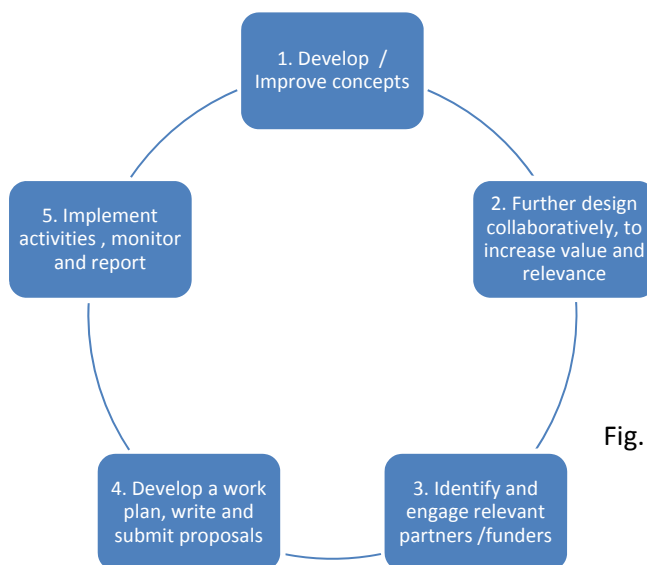 1. Develop /
Improve concepts
2. Further design
collaboratively, to
increase value and
relevance
3. Identify and
engage relevant
partners /funders
4. Develop a work
plan, write and
submit proposals
5. Implement
activities , monitor
and report
Fig.